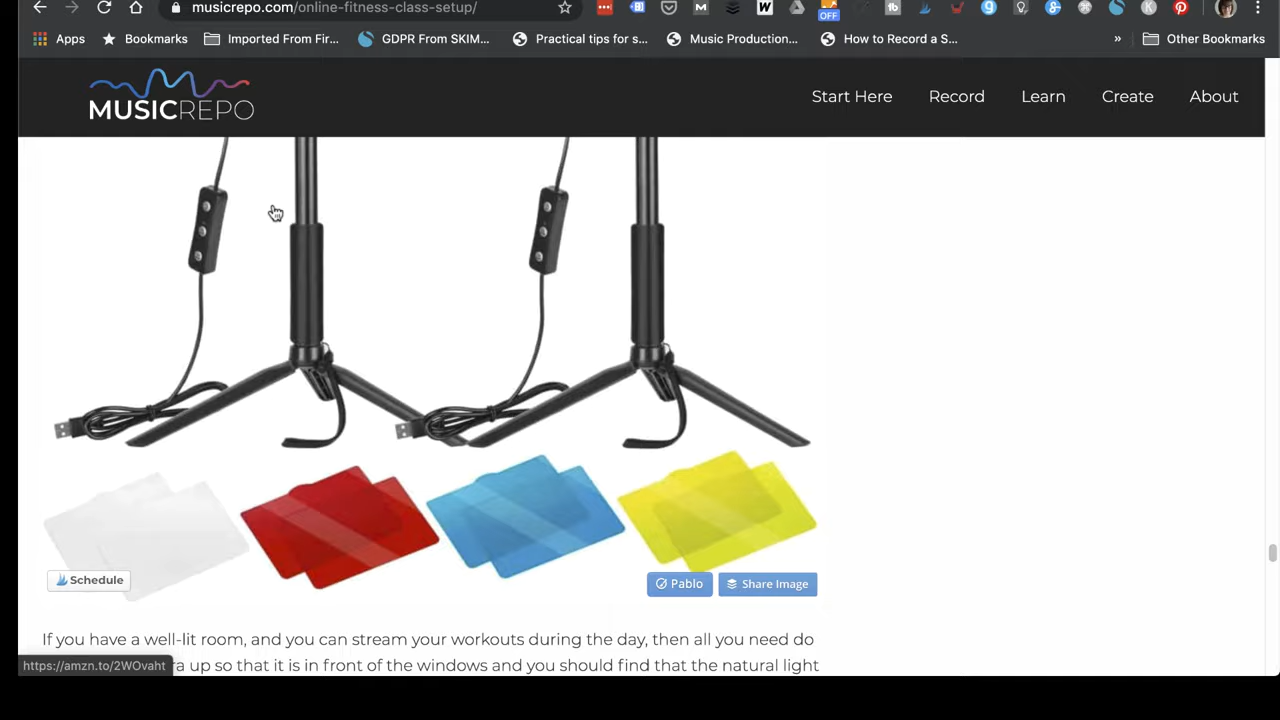 musicrepo.com/online-fitness-class-setup/
OFF
Apps
Bookmarks
Imported From Fir...
GDPR From SKIM...
Practical tips for s...
Music Production...
How to Record a S...
»
Other Bookmarks
MUSICREPO
Start Here
Record
Learn
Create
About
Schedule
Pablo
Share Image
If you have a well-lit room, and you can stream your workouts during the day, then all you need do
ra up so that it is in front of the windows and you should find that the natural light
https://amzn.to/2WOvaht